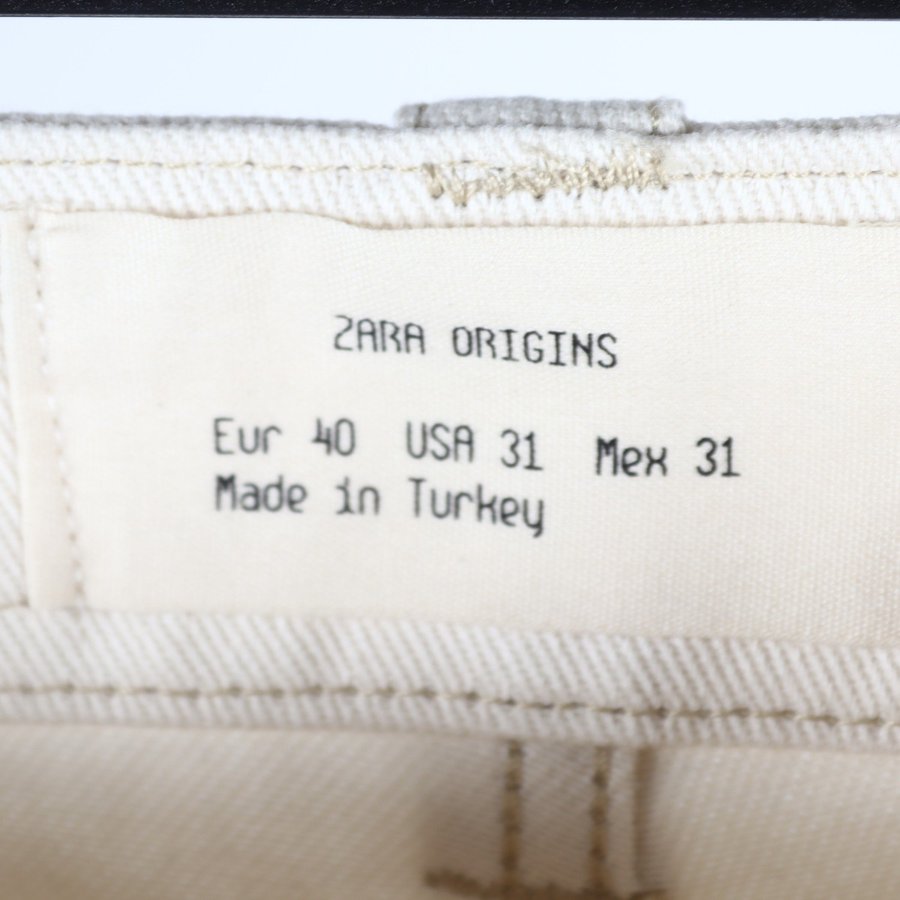 ZARA ORIGINS
Eur 40 USA 31 Mex 31
Made in Turkey